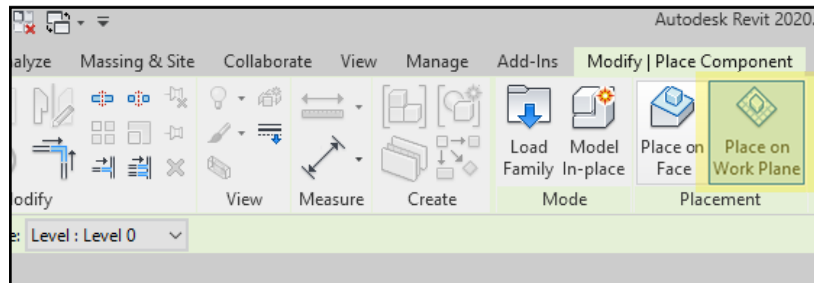 Autodesk Revit 2020.
alyze Massing & Site Collaborate View Manage Add-Ins Modify | Place Component
Load Family
Model In-place
Place on Face
Place on Work Plane
odify View Measure Create Mode Placement
e: Level : Level 0